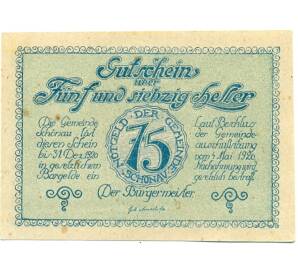 Gutschein
über
Fünf und siebzig Heller
Die Gemeinde
Schönau löst
diesen Schein
bis 31. Dez. 1920
in gesetzlichem
Bargelde ein.
NOTGELD · DER · GEMEINDE
75
SCHÖNAU
Laut Beschluss
der Gemeinde-
ausschußsitzung
vom 5. Mai 1920
Nachahmung wird
gesetzlich bestraft.
Der Bürgermeister: